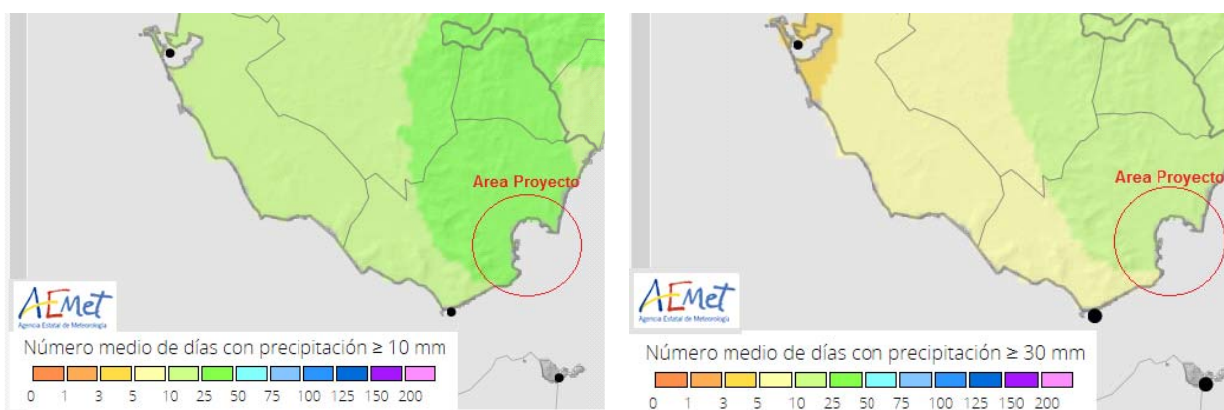 Area Proyecto
AEMet
Agencia Estatal de Meteorología
Número medio de días con precipitación ≥ 10 mm
0 1 3 5 10 25 50 75 100 125 150 200
Area Proyecto
AEMet
Agencia Estatal de Meteorología
Número medio de días con precipitación ≥ 30 mm
0 1 3 5 10 25 50 75 100 125 150 200